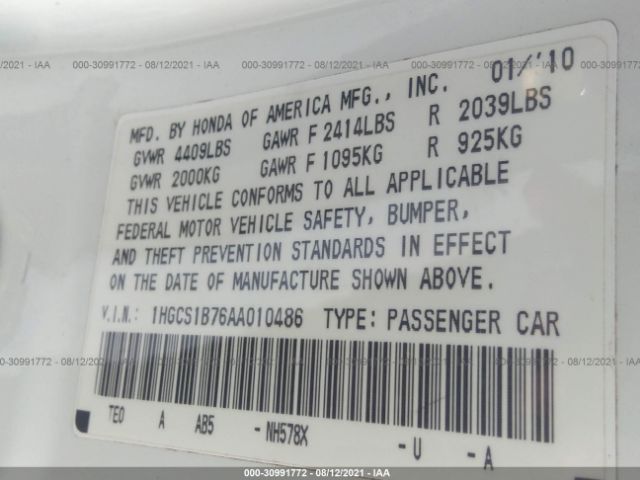 000-30991772 - 08/12/2021 - IAA
MFD. BY HONDA OF AMERICA MFG., INC. 01/'10
GVWR 4409LBS GAWR F 2414LBS R 2039LBS
GVWR 2000KG GAWR F 1095KG R 925KG
THIS VEHICLE CONFORMS TO ALL APPLICABLE
FEDERAL MOTOR VEHICLE SAFETY, BUMPER,
AND THEFT PREVENTION STANDARDS IN EFFECT
ON THE DATE OF MANUFACTURE SHOWN ABOVE.
V.I.N.: 1HGCS1B76AA010486 TYPE: PASSENGER CAR
TE0 A AB5 -NH578X -U -A
000-30991772 - 08/12/2021 - IAA